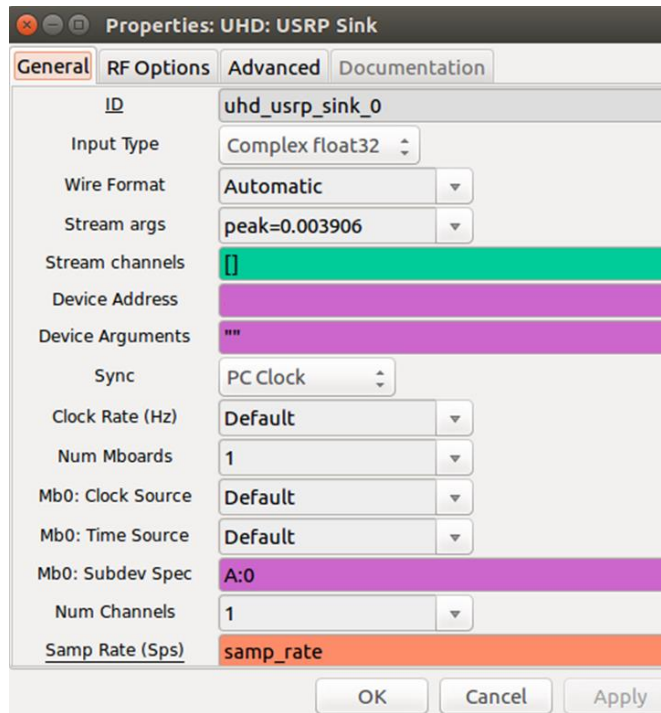 Properties: UHD: USRP Sink
General RF Options Advanced Documentation
ID uhd_usrp_sink_0
Input Type Complex float32
Wire Format Automatic
Stream args peak=0.003906
Stream channels []
Device Address
Device Arguments ""
Sync PC Clock
Clock Rate (Hz) Default
Num Mboards 1
Mb0: Clock Source Default
Mb0: Time Source Default
Mb0: Subdev Spec A:0
Num Channels 1
Samp Rate (Sps) samp_rate
OK Cancel Apply